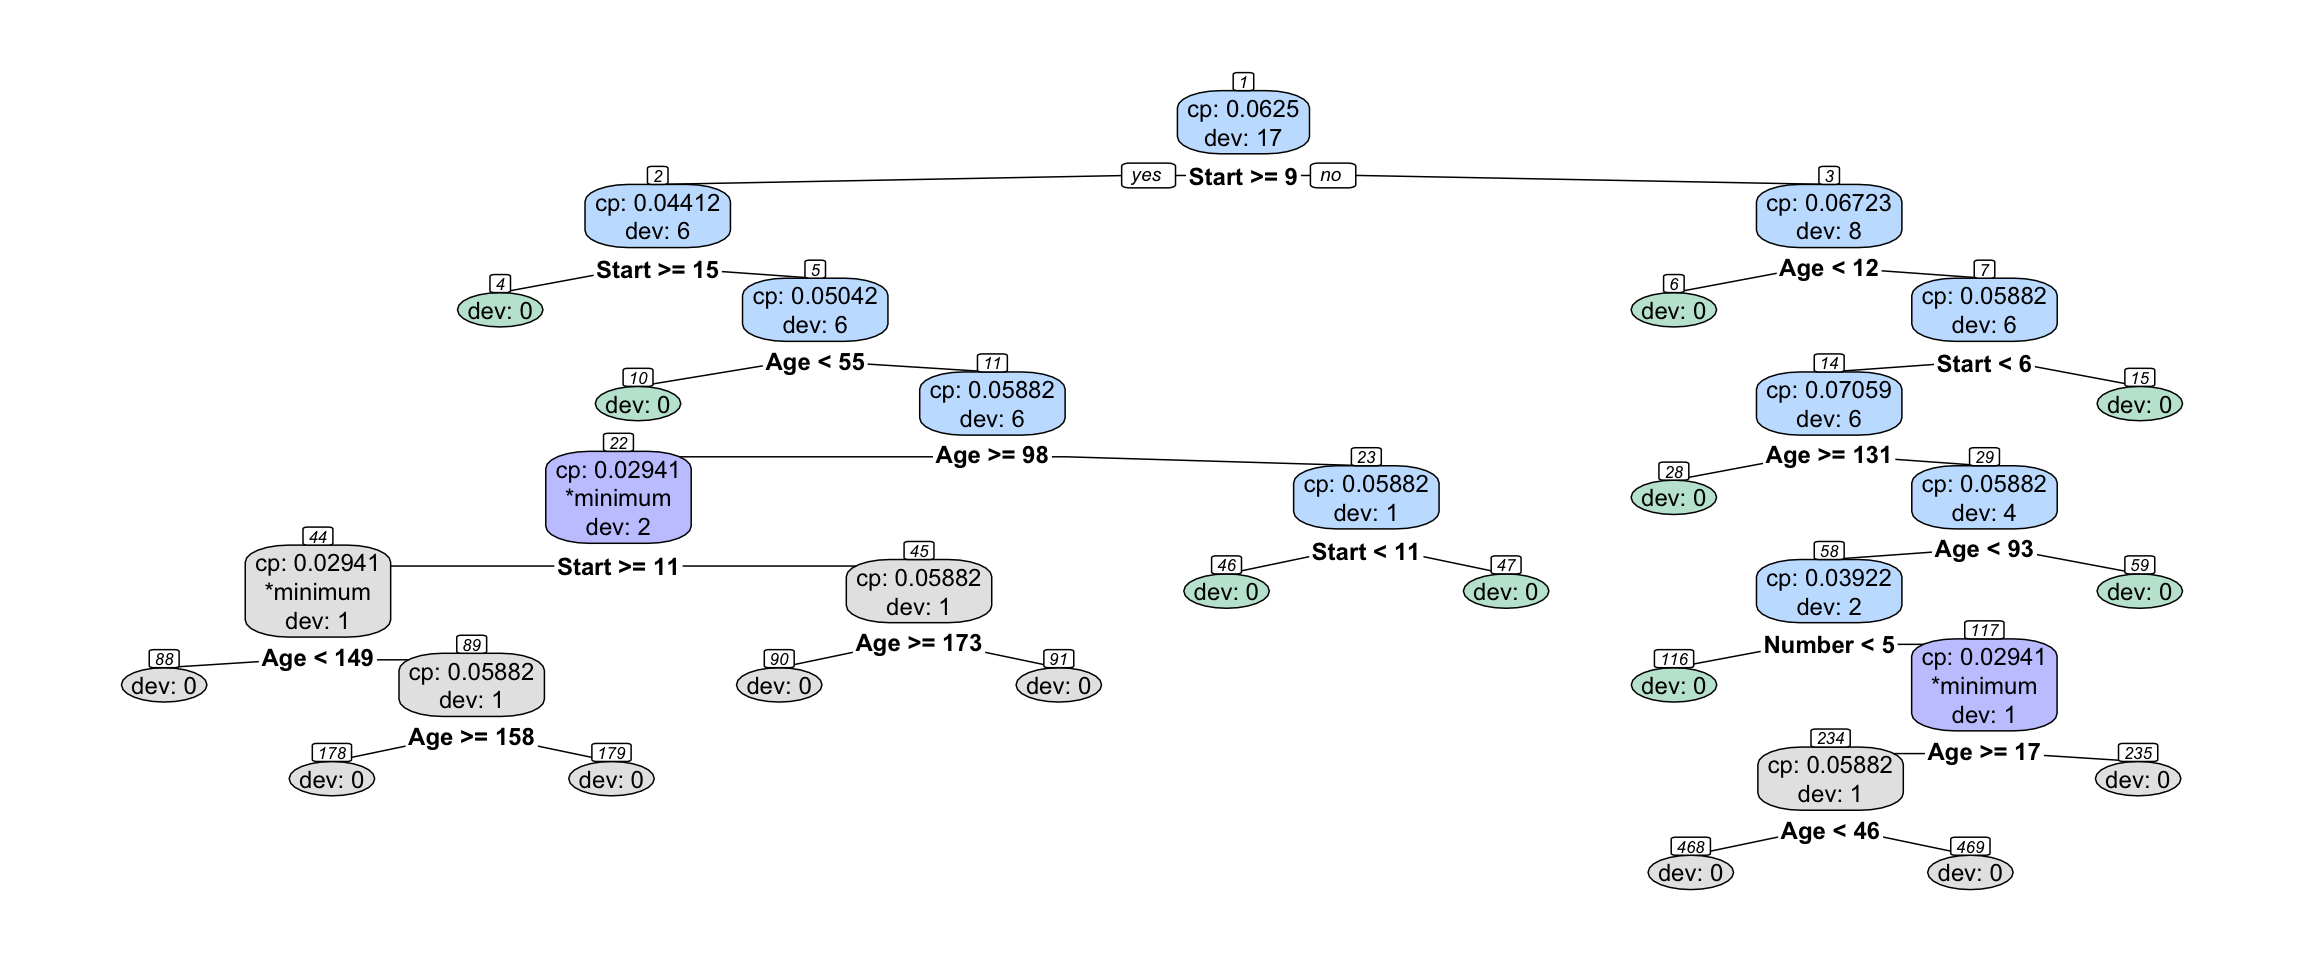 1
cp: 0.0625
dev: 17
yes Start >= 9 no
2
cp: 0.04412
dev: 6
3
cp: 0.06723
dev: 8
Start >= 15
Age < 12
4
dev: 0
5
cp: 0.05042
dev: 6
6
dev: 0
7
cp: 0.05882
dev: 6
Age < 55
Start < 6
10
dev: 0
11
cp: 0.05882
dev: 6
14
cp: 0.07059
dev: 6
15
dev: 0
Age >= 98
Age >= 131
22
cp: 0.02941
*minimum
dev: 2
23
cp: 0.05882
dev: 1
28
dev: 0
29
cp: 0.05882
dev: 4
Start >= 11
Start < 11
Age < 93
44
cp: 0.02941
*minimum
dev: 1
45
cp: 0.05882
dev: 1
46
dev: 0
47
dev: 0
58
cp: 0.03922
dev: 2
59
dev: 0
Age < 149
Age >= 173
Number < 5
88
dev: 0
89
cp: 0.05882
dev: 1
90
dev: 0
91
dev: 0
116
dev: 0
117
cp: 0.02941
*minimum
dev: 1
Age >= 158
Age >= 17
178
dev: 0
179
dev: 0
234
cp: 0.05882
dev: 1
235
dev: 0
Age < 46
468
dev: 0
469
dev: 0